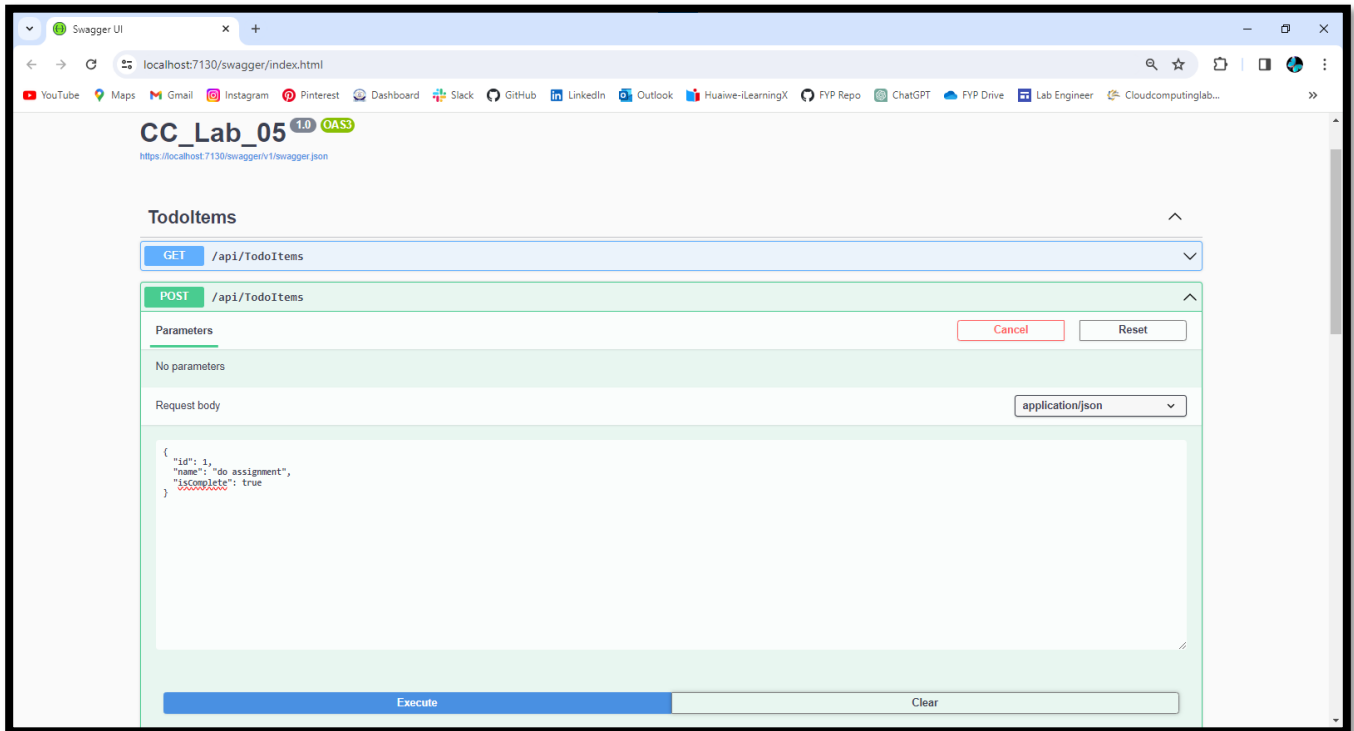 Swagger UI
localhost:7130/swagger/index.html
YouTube Maps Gmail Instagram Pinterest Dashboard Slack GitHub LinkedIn Outlook Huaiwe-iLearningX FYP Repo ChatGPT FYP Drive Lab Engineer Cloudcomputinglab...
CC_Lab_05 1.0 OAS3
https://localhost:7130/swagger/v1/swagger.json
TodoItems
GET /api/TodoItems
POST /api/TodoItems
Parameters Cancel Reset
No parameters
Request body application/json
{
"id": 1,
"name": "do assignment",
"isComplete": true
}
Execute Clear